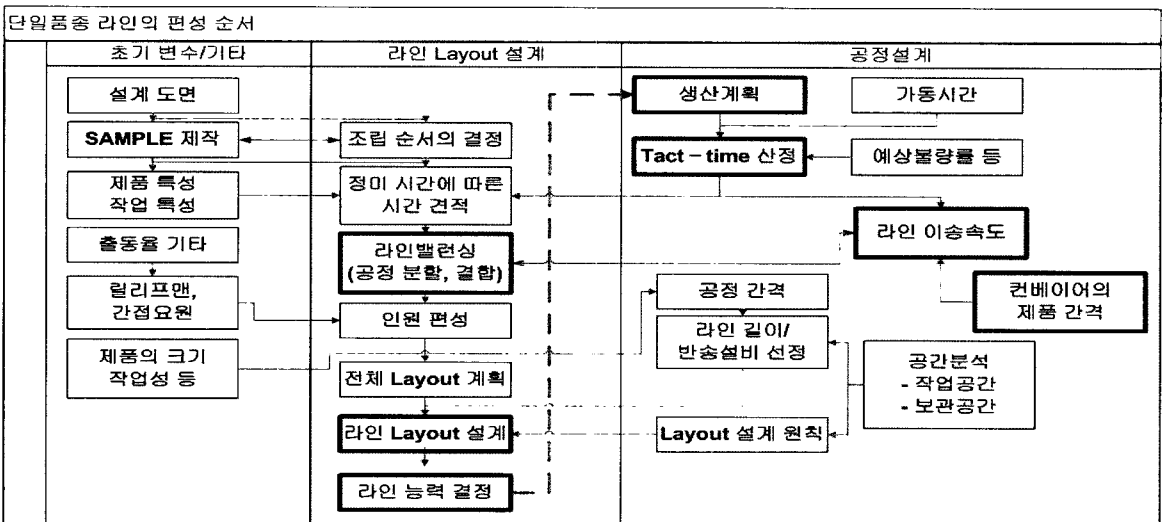 단일품종 라인의 편성 순서
초기 변수/기타
라인 Layout 설계
공정설계
설계 도면
SAMPLE 제작
제품 특성
작업 특성
출동율 기타
릴리프맨,
간접요원
제품의 크기
작업성 등
조립 순서의 결정
정미 시간에 따른
시간 견적
라인밸런싱
(공정 분할, 결합)
인원 편성
전체 Layout 계획
라인 Layout 설계
라인 능력 결정
생산계획
가동시간
Tact – time 산정
예상불량률 등
라인 이송속도
공정 간격
컨베이어의
제품 간격
라인 길이/
반송설비 선정
공간분석
- 작업공간
- 보관공간
Layout 설계 원칙